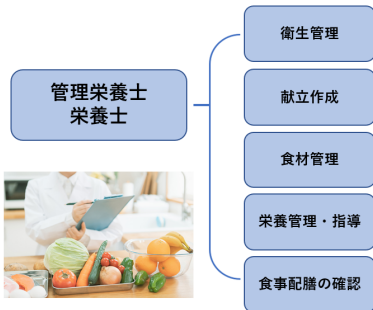 管理栄養士
栄養士
衛生管理
献立作成
食材管理
栄養管理・指導
食事配膳の確認